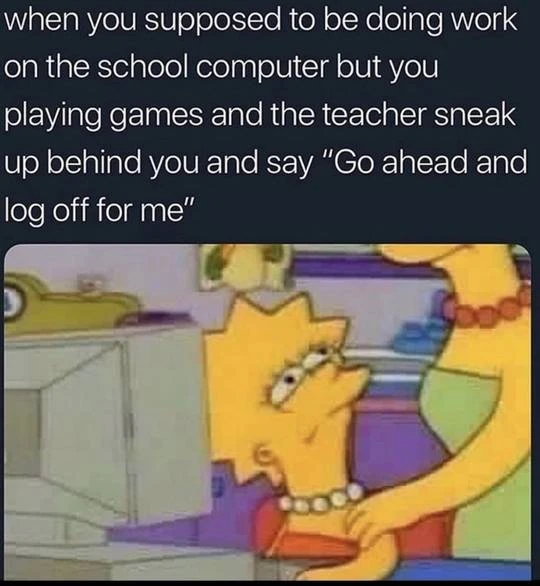 when you supposed to be doing work
on the school computer but you
playing games and the teacher sneak
up behind you and say "Go ahead and
log off for me"